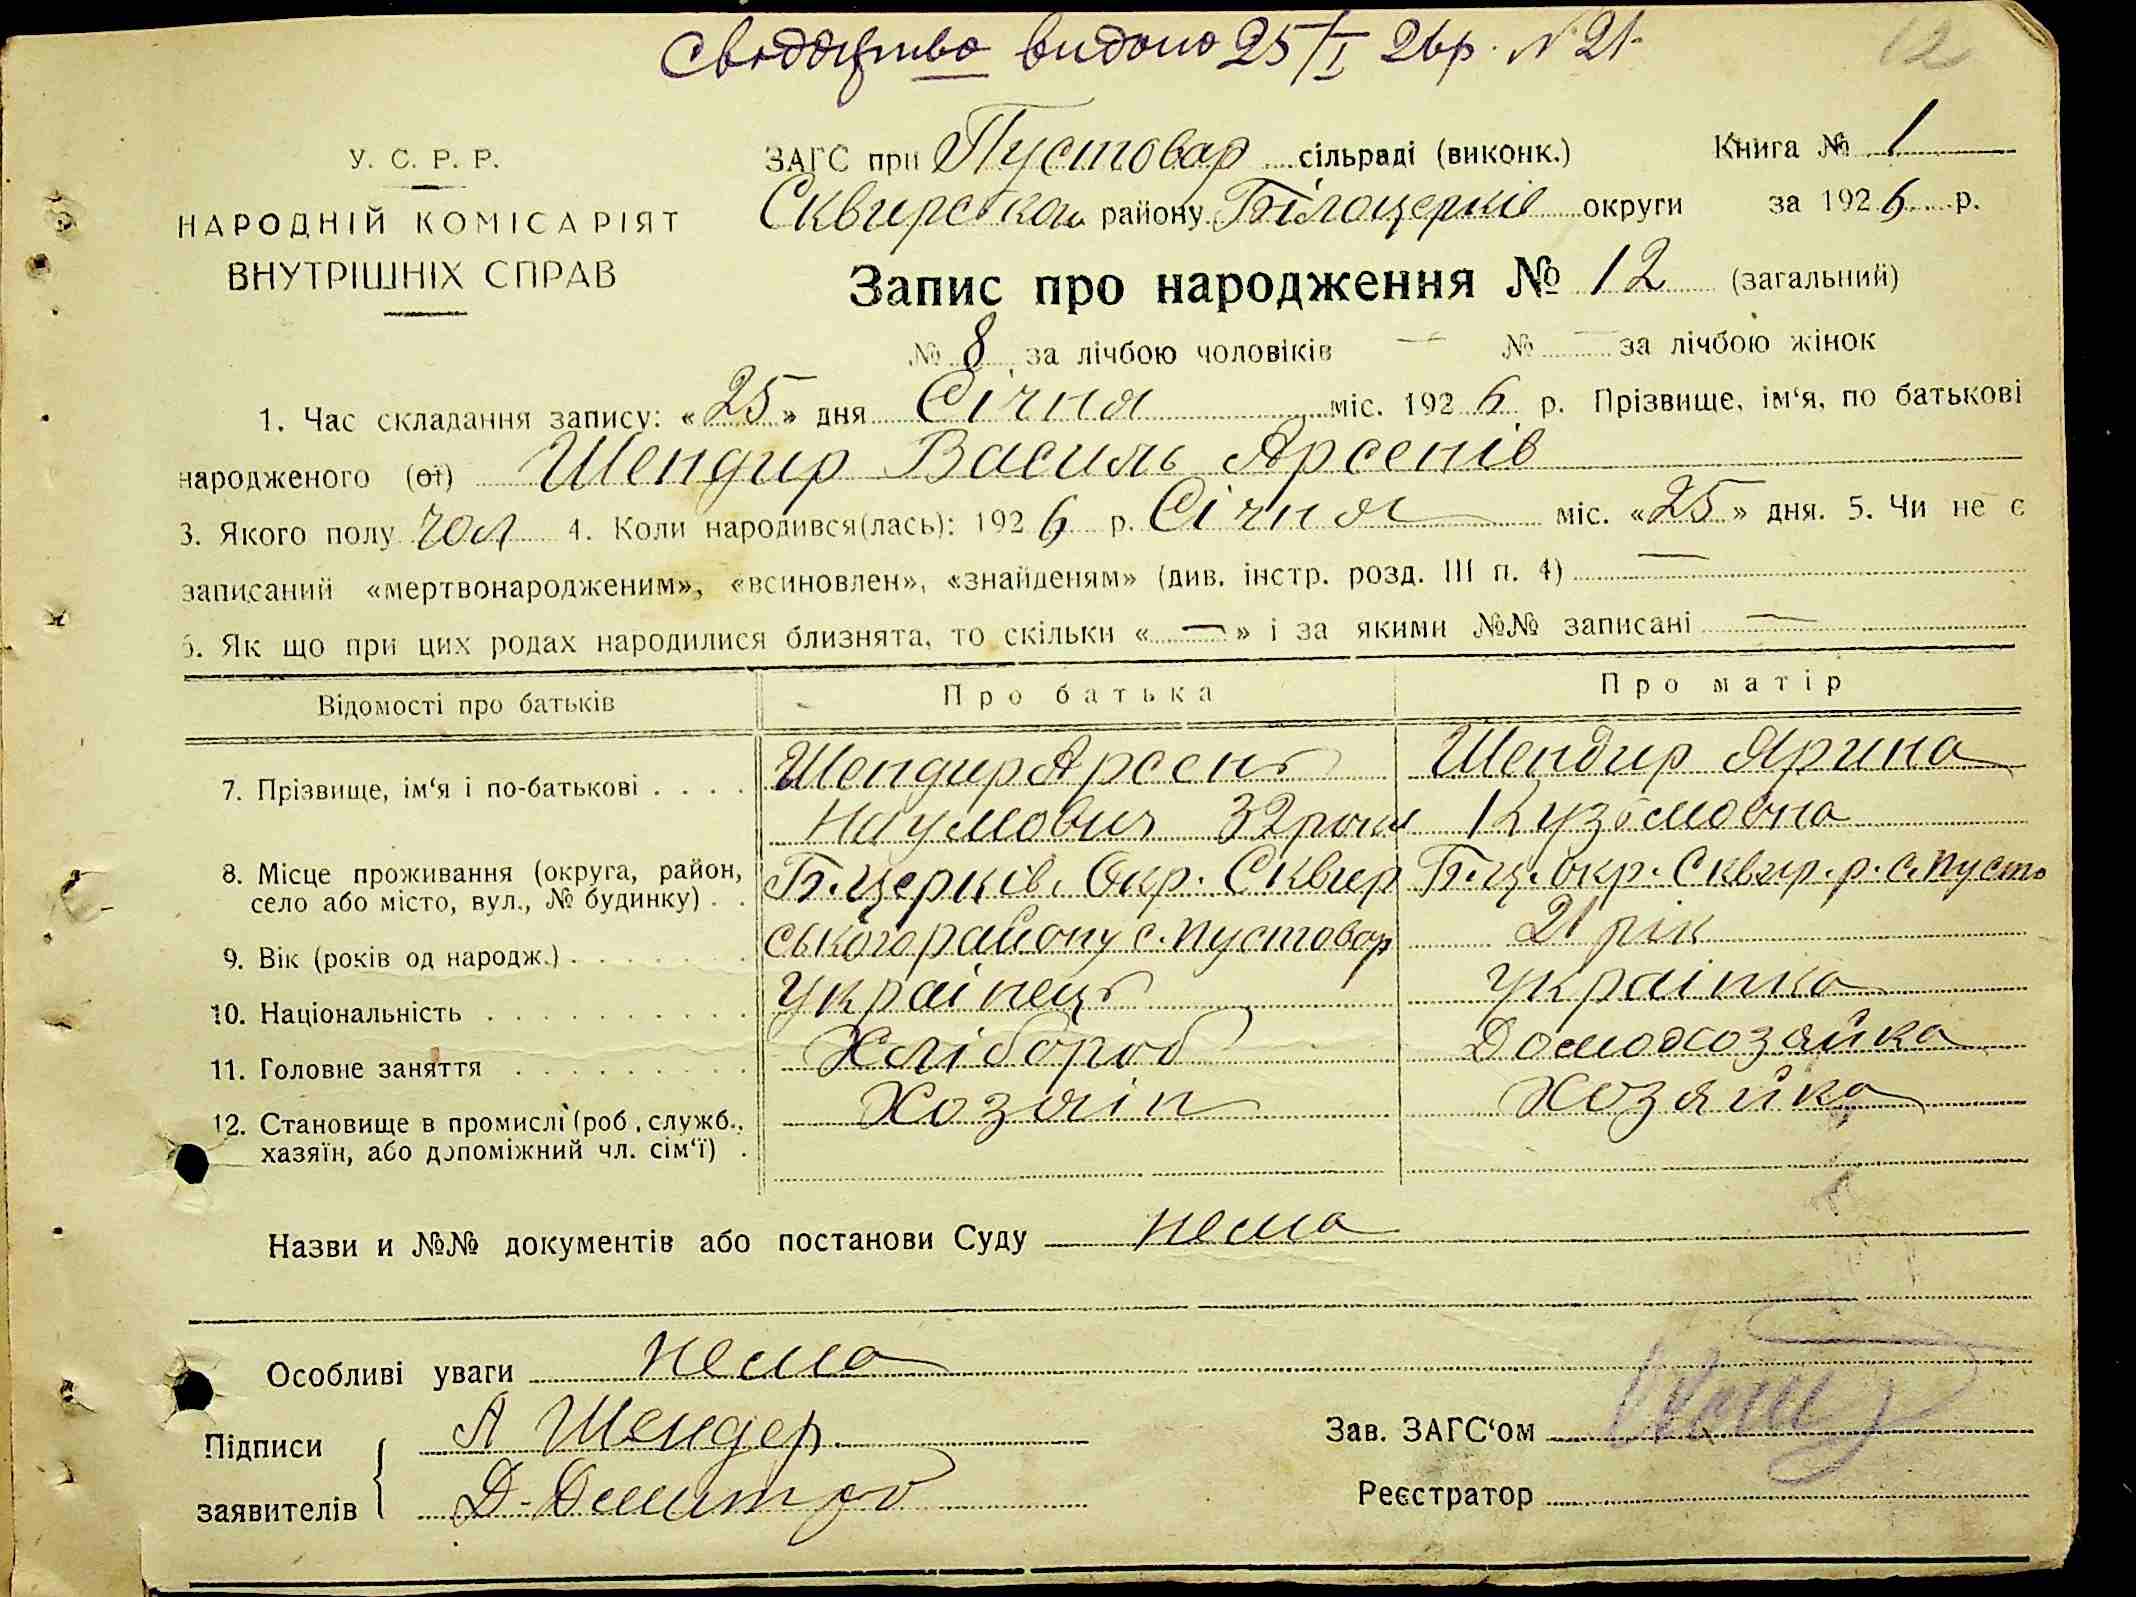 Свідоцтво видано 25/I 26р. N 21.
12
У. С. Р. Р.
НАРОДНІЙ КОМІСАРІЯТ
ВНУТРІШНІХ СПРАВ
ЗАГС при Пустовар сільраді (виконк.) Книга № 1
Сквирськом району Білоцерків округи за 1926 р.
Запис про народження № 12 (загальний)
№ 8 за лічбою чоловіків — № — за лічбою жінок
1. Час складання запису: «25» дня Січня міс. 1926 р. Прізвище, ім‘я, по батькові
народженого (ої) Шендир Василь Арсенів
3. Якого полу чол 4. Коли народився(лась): 1926 р. Січня міс. «25» дня. 5. Чи не є
записаний «мертвонародженим», «всиновлен», «знайденям» (див. інстр. розд. III п. 4) —
6. Як що при цих родах народилися близнята, то скільки «—» і за якими №№ записані —
Відомості про батьків Про батька Про матір
7. Прізвище, ім‘я і по-батькові . . . . Шендир Арсень Шендир Ярина
Наумович 32 роки Кузьмовна
8. Місце проживання (округа, район, Б.церків. Окр. Сквир Б.ц. окр. Сквир. р. с. Пусто
село або місто, вул., № будинку) . .
9. Вік (років од народж.) . . . . . . . ського району с. Пустовар 21 рік
10. Національність . . . . . . . . . . Українець Українка
11. Головне заняття . . . . . . . . . Хлібороб Домохозяйка
12. Становище в промислі (роб., служб., Хозяін Хозяйка
хазяїн, або допоміжний чл. сім‘ї) .
Назви и №№ документів або постанови Суду нема
Особливі уваги нема
Підписи А Шендер
заявителів Д. Дмитро
Зав. ЗАГС‘ом
Реєстратор